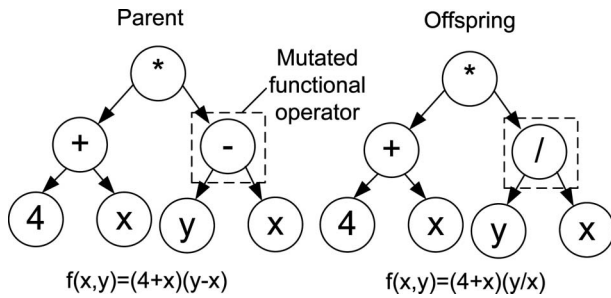 Parent
Offspring
Mutated
functional
operator
*
+
-
4
x
y
x
*
+
/
4
x
y
x
f(x,y)=(4+x)(y-x)
f(x,y)=(4+x)(y/x)